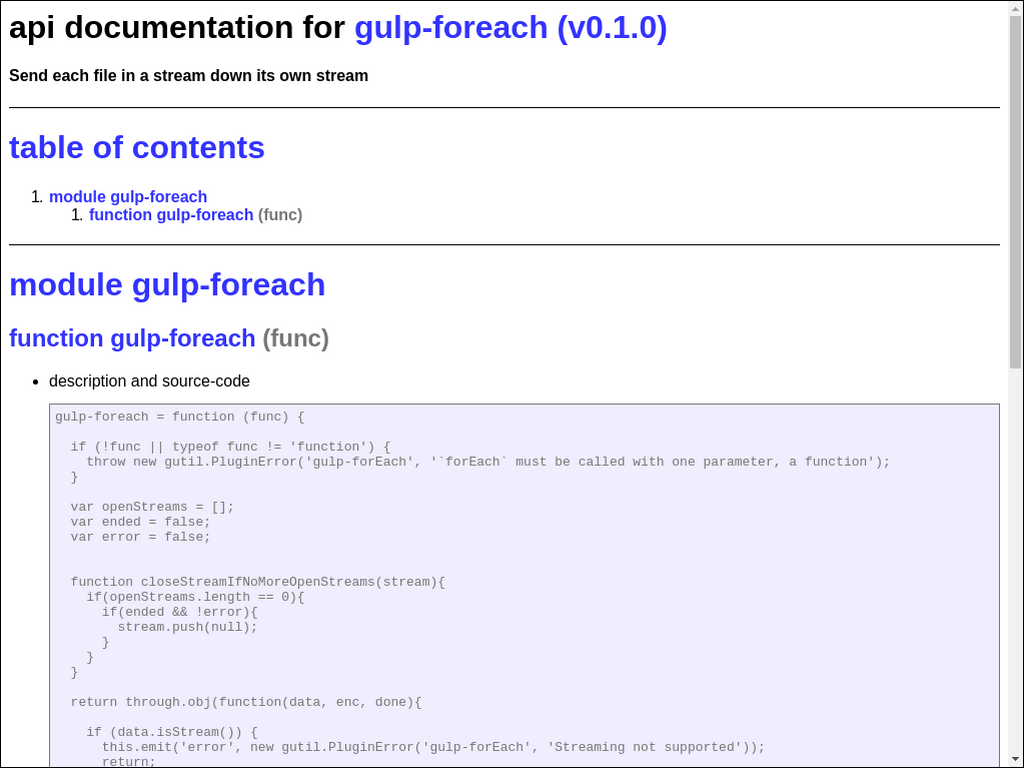 api documentation for gulp-foreach (v0.1.0)
Send each file in a stream down its own stream
table of contents
1. module gulp-foreach
1. function gulp-foreach (func)
module gulp-foreach
function gulp-foreach (func)
• description and source-code
gulp-foreach = function (func) {
if (!func || typeof func != 'function') {
throw new gutil.PluginError('gulp-forEach', '`forEach` must be called with one parameter, a function');
}
var openStreams = [];
var ended = false;
var error = false;
function closeStreamIfNoMoreOpenStreams(stream){
if(openStreams.length == 0){
if(ended && !error){
stream.push(null);
}
}
}
return through.obj(function(data, enc, done){
if (data.isStream()) {
this.emit('error', new gutil.PluginError('gulp-forEach', 'Streaming not supported'));
return;